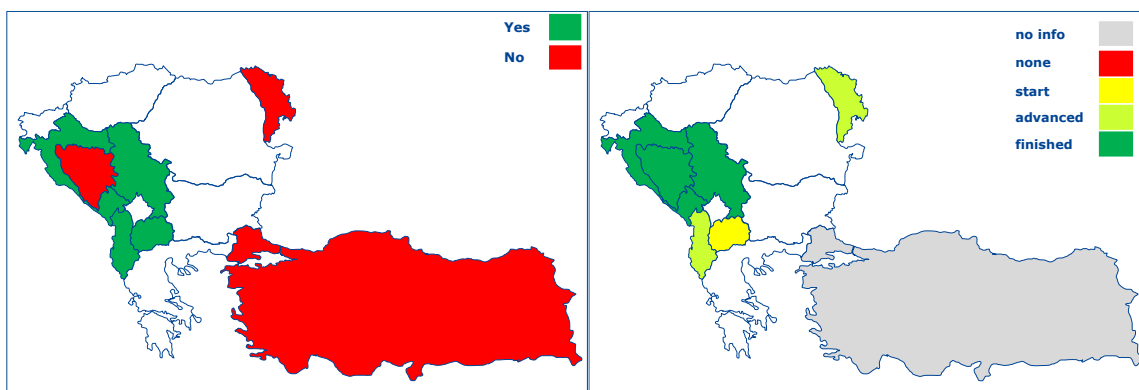 Yes
No
no info
none
start
advanced
finished